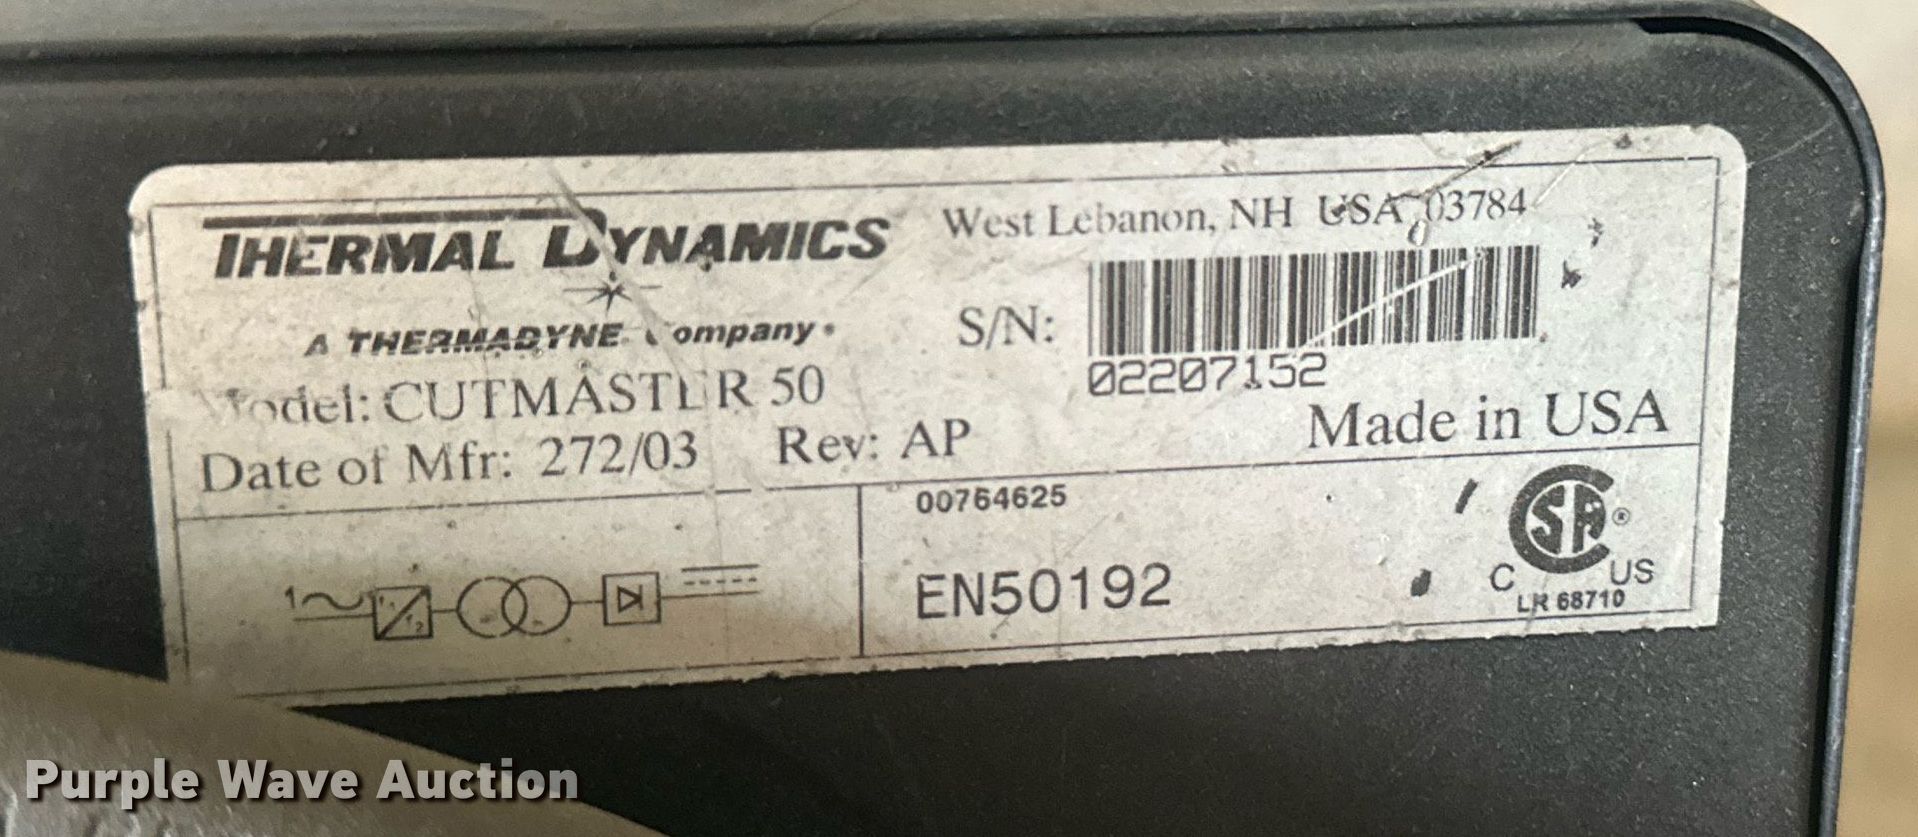 THERMAL DYNAMICS
A THERMADYNE Company
West Lebanon, NH USA 03784
S/N:
02207152
Model: CUTMASTER 50
Date of Mfr: 272/03 Rev: AP
Made in USA
1
00764625
EN50192
CSA®
C US
LR 68710
Purple Wave Auction